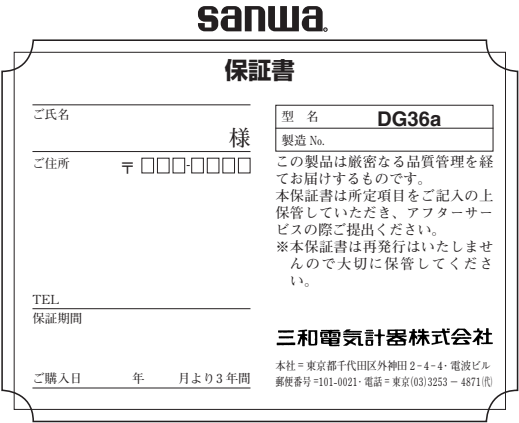 sanwa®
保証書
ご氏名
様
ご住所 〒□□□-□□□□
TEL
保証期間
ご購入日 年 月より3年間
型 名 DG36a
製造 No.
この製品は厳密なる品質管理を経
てお届けするものです。
本保証書は所定項目をご記入の上
保管していただき、アフターサー
ビスの際ご提出ください。
※本保証書は再発行はいたしませ
んので大切に保管してくださ
い。
三和電気計器株式会社
本社=東京都千代田区外神田2-4-4・電波ビル
郵便番号=101-0021・電話=東京(03)3253-4871㈹